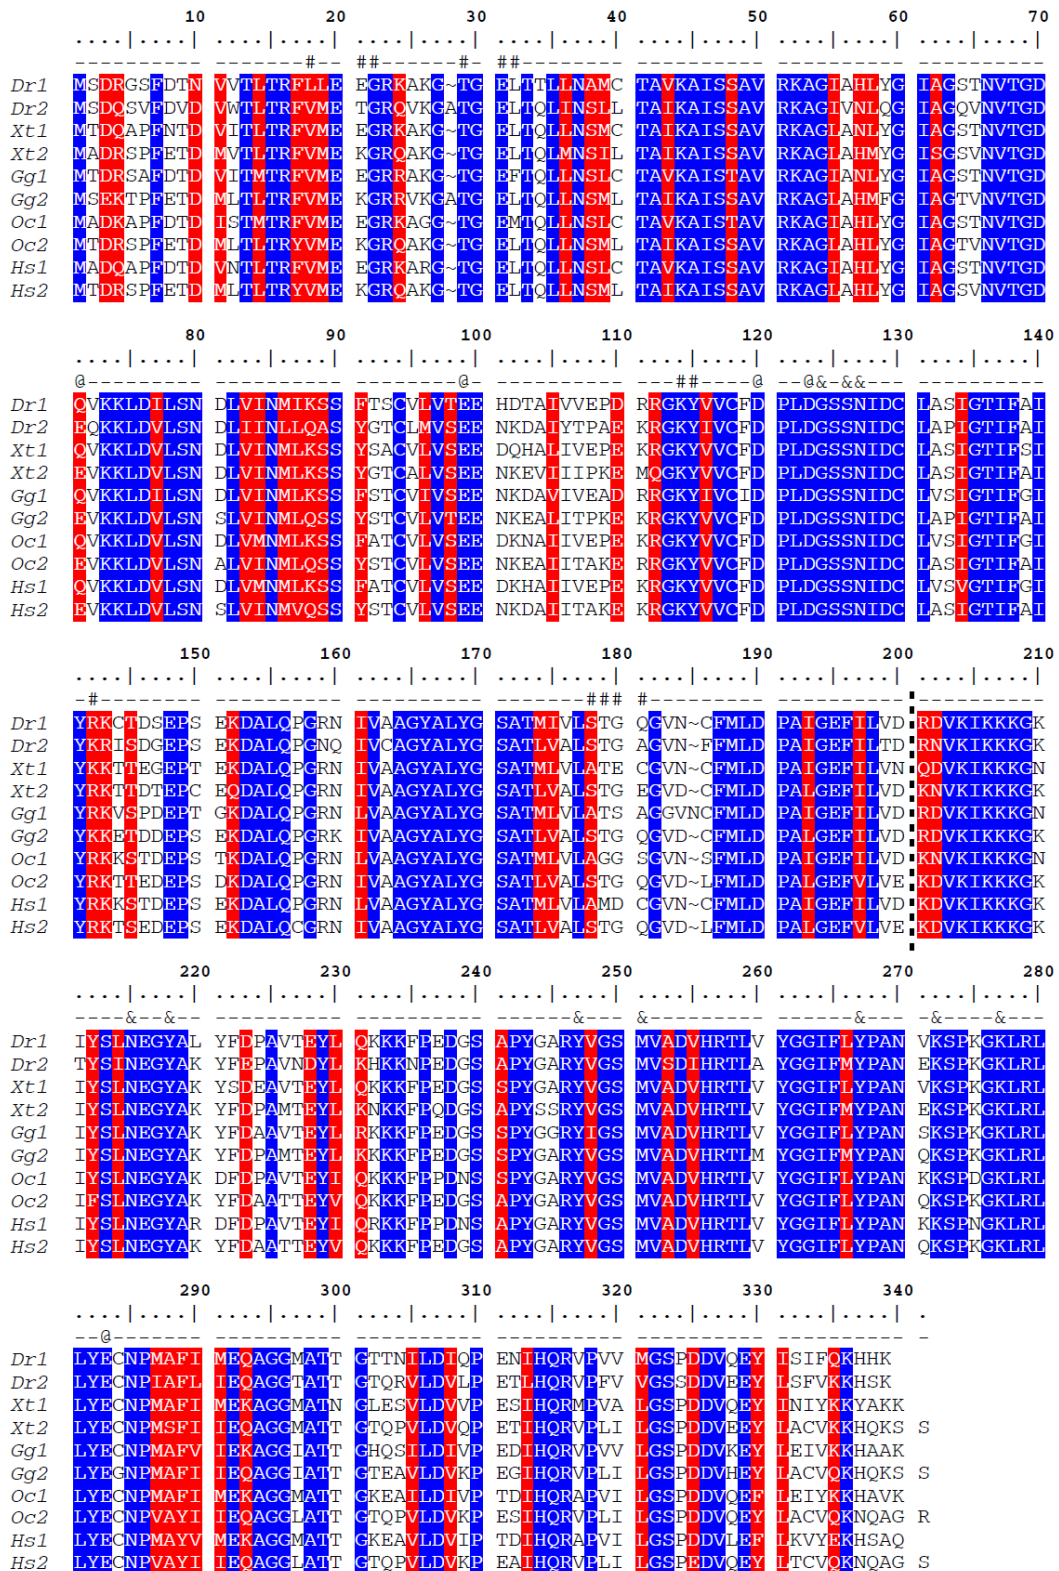 10 20 30 40 50 60 70
....|....| ....|....| ....|....| ....|....| ....|....| ....|....| ....|....|
---------- -------#-- ##------#- ##-------- ---------- ---------- ----------
Dr1 MSDRGSFDTN VVTLTRFLLE EGRKAKG~TG ELTTLLNAMC TAVKAISSAV RKAGIAHLYG IAGSTNVTGD
Dr2 MSDQSVFDVD VWTLTRFVME TGRQVKGATG ELTTLLNSLL TAIKAISSAV RKAGIVNLQG IAGQVNVTGD
Xt1 MTDQAPFNTD VITLTRFVME EGRKAKG~TG ELTQLLNSMC TAIKAISSAV RKAGLANLYG IAGSTNVTGD
Xt2 MADRSPFETD MVTLTRFVME KGRQAKG~TG ELTQLMNSIL TAIKAISSAV RKAGLAHMYG ISGSVNVTGD
Gg1 MTDRSAFDTD VITMTRFVME EGRRAKG~TG EFTQLLNSMC TAVKAISTAV RKAGIANLYG IAGSTNVTGD
Gg2 MSEKTPFETD MLTLTRFVME KGRRVKGATG ELTQLLNSML TAIKAISSAV RKAGLAHMFG IAGTVNVTGD
Oc1 MADKAPFDTD ISTMTRFVME EGRKAGG~TG EMTQLLNSLC TAVKAISTAV RKAGIAHLYG IAGSTNVTGD
Oc2 MTDRSPFETD MLTLTRYVME KGRQAKG~TG ELTQLLNSML TAIKAISSAV RKAGLAHLYG IAGTVNVTGD
Hs1 MADQAPFDTD VNTLTRFVME EGRKARG~TG ELTQLLNSLC TAVKAISSAV RKAGIAHLYG IAGSTNVTGD
Hs2 MTDRSPFETD MLTLTRYVME KGRQAKG~TG ELTQLLNSML TAIKAISSAV RKAGLAHLYG IAGSVNVTGD
80 90 100 110 120 130 140
....|....| ....|....| ....|....| ....|....| ....|....| ....|....| ....|....|
@--------- ---------- --------@- ---------- ---##----@ --@&-&&--- ----------
Dr1 QVKKLDILSN DLVINMIKSS FTSCVLVTEE HDTAIVVEPD RRGKYVVCFD PLDGSSNIDC LASIGTIFAI
Dr2 EQKKLDVLSN DLIINLLQAS YGTCLMVSEE NKDAIYTPAE KRGKYIVCFD PLDGSSNIDC LAPIGTIFAI
Xt1 QVKKLDVLSN DLVINMLKSS YSACVLVSEE DQHALIVEPE KRGKYVVCFD PLDGSSNIDC LASIGTIFSI
Xt2 EVKKLDVLSN DLVINMLKSS YGTCALVSEE NKEVIIIPKE MQGKYVVCFD PLDGSSNIDC LASIGTIFAI
Gg1 QVKKLDILSN DLVINMLKSS FSTCVIVSEE NKDAVIVEAD RRGKYIVCID PLDGSSNIDC LVSIGTIFGI
Gg2 EVKKLDVLSN SLVINMLQSS YSTCVLVTEE NKEALITPKE KRGKYVVCFD PLDGSSNIDC LAPIGTIFAI
Oc1 QVKKLDVLSN DLVMNMLKSS FATCVLVSEE DKNAIIVEPE KRGKYVVCFD PLDGSSNIDC LVSIGTIFGI
Oc2 EVKKLDVLSN ALVINMLQSS YSTCVLVSEE NKEAIITAKE KRGKYVVCFD PLDGSSNIDC LASIGTIFAI
Hs1 QVKKLDVLSN DLVMNMLKSS FATCVLVSEE DKHAIIVEPE KRGKYVVCFD PLDGSSNIDC LVSVGTIFGI
Hs2 EVKKLDVLSN SLVINMVQSS YSTCVLVSEE NKDAIITAKE KRGKYVVCFD PLDGSSNIDC LASIGTIFAI
150 160 170 180 190 200 210
....|....| ....|....| ....|....| ....|....| ....|....| ....|....| ....|....|
-#-------- ---------- ---------- -------### #--------- ---------- ----------
Dr1 YRKCTDSEPS EKDALQPGRN IVAAGYALYG SATMIVLSTG QGVN~CFMLD PAIGEFILVD RDVKIKKKGK
Dr2 YKRISDGEPS EKDALQPGNQ IVCAGYALYG SATLVALSTG AGVN~FFMLD PAIGEFILTD RNVKIKKKGK
Xt1 YKKTTEGEPT EKDALQPGRN IVAAGYALYG SATMLVLATE CGVN~CFMLD PAIGEFILVN QDVKIKKKGN
Xt2 YRKTTDTEPC EQDALQPGRN IVAAGYALYG SATLVALSTG EGVD~CFMLD PALGEFILVD KNVKIKKKGK
Gg1 YRKVSPDEPT GKDALQPGRN LVAAGYALYG SATMLVLATS AGGVNCFMLD PAIGEFILVD RDVKIKKKGN
Gg2 YKKETDDEPS EKDALQPGRK IVAAGYALYG SATLVALSTG QGVD~CFMLD PALGEFILVD RDVKIKKKGK
Oc1 YRKKSTDEPS TKDALQPGRN LVAAGYALYG SATMLVLAGG SGVN~SFMLD PAIGEFILVD KNVKIKKKGN
Oc2 YRKTTEDEPS DKDALQPGRN IVAAGYALYG SATLVALSTG QGVD~LFMLD PALGEFVLVE KDVKIKKKGK
Hs1 YRKKSTDEPS EKDALQPGRN LVAAGYALYG SATMLVLAMD CGVN~CFMLD PAIGEFILVD KDVKIKKKGK
Hs2 YRKTSEDEPS EKDALQCGRN IVAAGYALYG SATLVALSTG QGVD~LFMLD PALGEFVLVE KDVKIKKKGK
220 230 240 250 260 270 280
....|....| ....|....| ....|....| ....|....| ....|....| ....|....| ....|....|
----&--&-- ---------- ---------- ------&--- &--------- ------&--- -&----&---
Dr1 IYSLNEGYAL YFDPAVTEYL QKKKFPEDGS APYGARYVGS MVADVHRTLV YGGIFLYPAN VKSPKGKLRL
Dr2 TYSINEGYAK YFEPAVNDYL KHKKNPEDGS APYGARYVGS MVSDIHRTLA YGGIFMYPAN EKSPKGKLRL
Xt1 IYSLNEGYAK YSDEAVTEYL QKKKFPEDGS SPYGARYVGS MVADVHRTLV YGGIFLYPAN VKSPKGKLRL
Xt2 IYSLNEGYAK YFDPAMTEYL KNKKFPQDGS APYSSRYVGS MVADVHRTLV YGGIFMYPAN EKSPKGKLRL
Gg1 IYSLNEGYAK YFDAAVTEYL RKKKFPEDGS SPYGGRYIGS MVADVHRTLV YGGIFLYPAN SKSPKGKLRL
Gg2 IYSLNEGYAK YFDPAMTEYL KKKKFPEDGS SPYGARYVGS MVADVHRTLM YGGIFMYPAN QKSPKGKLRL
Oc1 IYSLNEGYAK DFDPAVTEYI QKKKFPPDNS SPYGARYVGS MVADVHRTLV YGGIFLYPAN KKSPDGKLRL
Oc2 IFSLNEGYAK YFDAATTEYV QKKKFPEDGS APYGARYVGS MVADVHRTLV YGGIFLYPAN QKSPKGKLRL
Hs1 IYSLNEGYAR DFDPAVTEYI QRKKFPPDNS APYGARYVGS MVADVHRTLV YGGIFLYPAN KKSPNGKLRL
Hs2 IYSLNEGYAK YFDAATTEYV QKKKFPEDGS APYGARYVGS MVADVHRTLV YGGIFLYPAN QKSPKGKLRL
290 300 310 320 330 340
....|....| ....|....| ....|....| ....|....| ....|....| ....|....| .
--@------- ---------- ---------- ---------- ---------- ---------- -
Dr1 LYECNPMAFI MEQAGGMATT GTTNILDIQP ENIHQRVPVV MGSPDDVQEY ISIFQKHHK
Dr2 LYECNPIAFL IEQAGGTATT GTQRVLDVLP ETLHQRVPFV VGSSDDVEEY LSFVKKHSK
Xt1 LYECNPMAFI MEKAGGMATN GLESVLDVVP ESIHQRMPVA LGSPDDVQEY INIYKKYAKK
Xt2 LYECNPMSFI IEQAGGMATT GTQPVLDVQP ETIHQRVPLI LGSPDDVEEY LACVKKHQKS S
Gg1 LYECNPMAFV IEKAGGIATT GHQSILDIVP EDIHQRVPVV LGSPDDVKEY LEIVKKHAAK
Gg2 LYEGNPMAFI IEQAGGIATT GTEAVLDVKP EGIHQRVPLI LGSPDDVHEY LACVQKHQKS S
Oc1 LYECNPMAFI MEKAGGMATT GKEAILDIVP TDIHQRAPVI LGSPDDVQEF LEIYKKHAVK
Oc2 LYECNPVAYI IEQAGGLATT GTQPVLDVKP ESIHQRVPLI LGSPDDVQEY LACVQKNQAG R
Hs1 LYECNPMAYV MEKAGGMATT GKEAVLDVIP TDIHQRAPVI LGSPDDVLEF LKVYEKHSAQ
Hs2 LYECNPVAYI IEQAGGLATT GTQPVLDVKP EAIHQRVPLI LGSPEDVQEY LTCVQKNQAG S